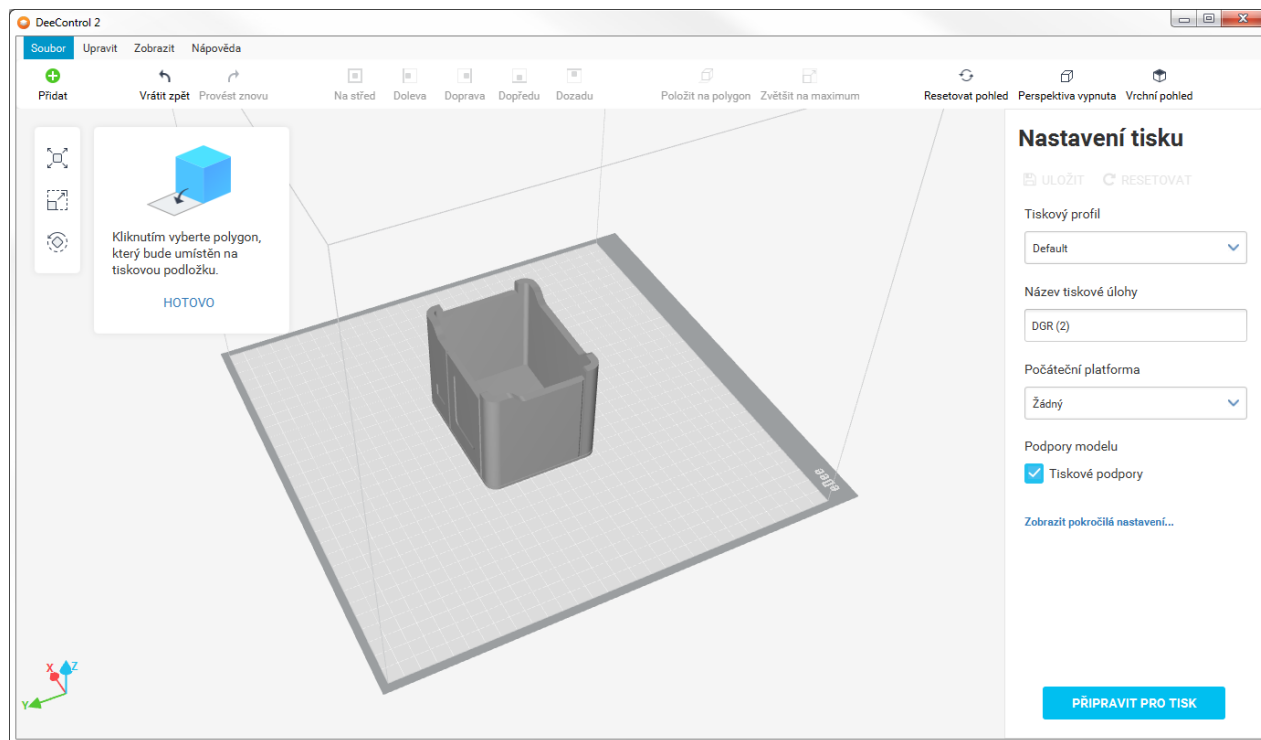 DeeControl 2
Soubor Upravit Zobrazit Nápověda
Přidat Vrátit zpět Provést znovu Na střed Doleva Doprava Dopředu Dozadu Položit na polygon Zvětšit na maximum Resetovat pohled Perspektiva vypnuta Vrchní pohled
Kliknutím vyberte polygon,
který bude umístěn na
tiskovou podložku.
HOTOVO
Nastavení tisku
ULOŽIT RESETOVAT
Tiskový profil
Default
Název tiskové úlohy
DGR (2)
Počáteční platforma
Žádný
Podpory modelu
Tiskové podpory
Zobrazit pokročilá nastavení...
PŘIPRAVIT PRO TISK
X Z
Y